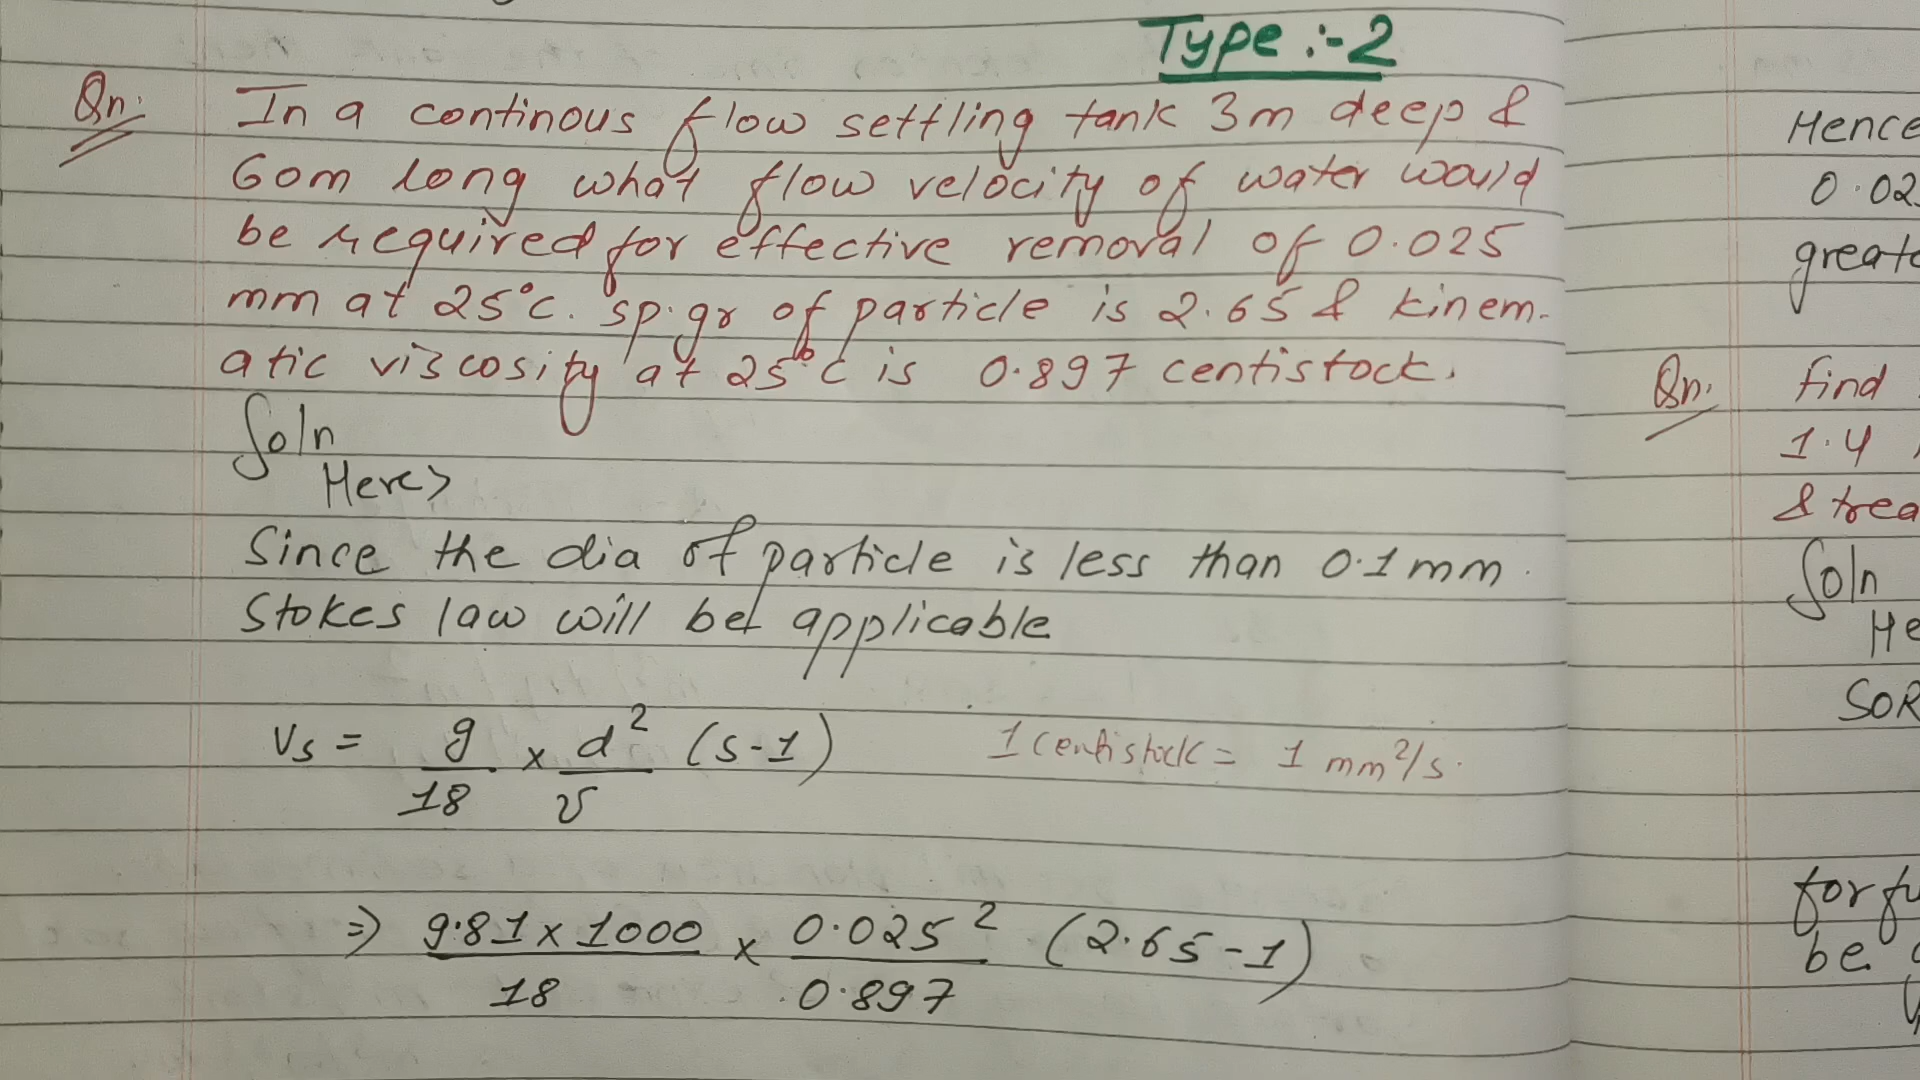 Type :- 2
Qn. In a continous flow settling tank 3m deep &
60m long what flow velocity of water would
be required for effective removal of 0.025
mm at 25°c. sp.gr of particle is 2.65 & kinem-
atic viscosity at 25°c is 0.897 centistock.
Soln
Here>
Since the dia of particle is less than 0.1mm.
Stokes law will be applicable
Vs = g/18 x d²/υ (s-1)
1 centistock = 1 mm²/s.
=> 9.81 x 1000/18 x 0.025²/0.897 (2.65-1)
Hence
0.02
Qn. find
1.4
&
Soln
SOR
be